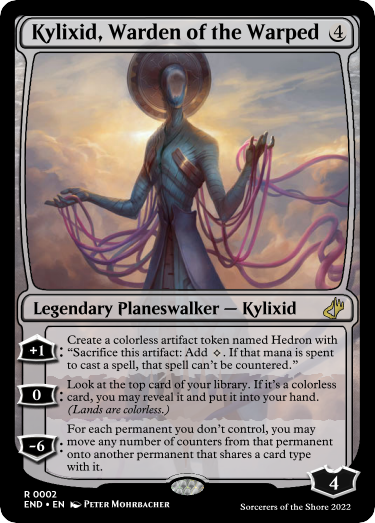 Kylixid, Warden of the Warped 4
Legendary Planeswalker — Kylixid
+1: Create a colorless artifact token named Hedron with
“Sacrifice this artifact: Add ◇. If that mana is spent
to cast a spell, that spell can’t be countered.”
0: Look at the top card of your library. If it’s a colorless
card, you may reveal it and put it into your hand.
(Lands are colorless.)
-6: For each permanent you don’t control, you may
move any number of counters from that permanent
onto another permanent that shares a card type
with it.
4
R 0002
END • EN Peter Mohrbacher
Sorcerers of the Shore 2022